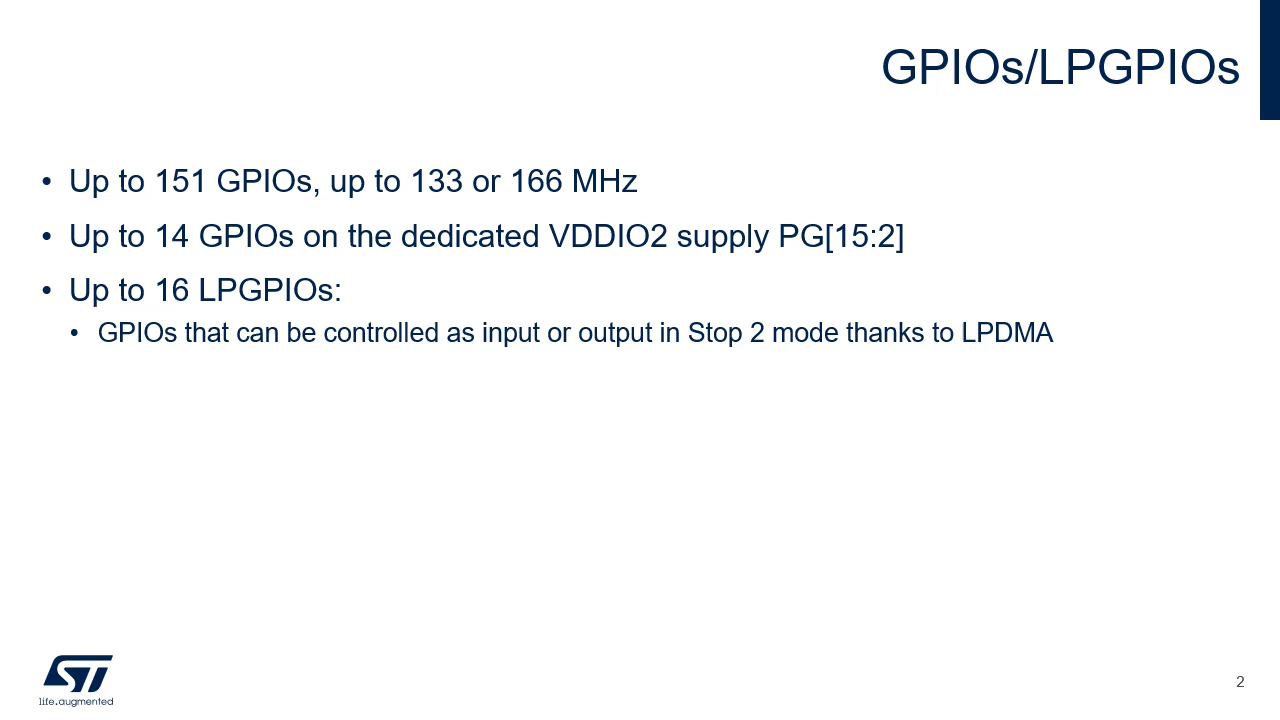 GPIOs/LPGPIOs
• Up to 151 GPIOs, up to 133 or 166 MHz
• Up to 14 GPIOs on the dedicated VDDIO2 supply PG[15:2]
• Up to 16 LPGPIOs:
• GPIOs that can be controlled as input or output in Stop 2 mode thanks to LPDMA
ST
life.augmented
2